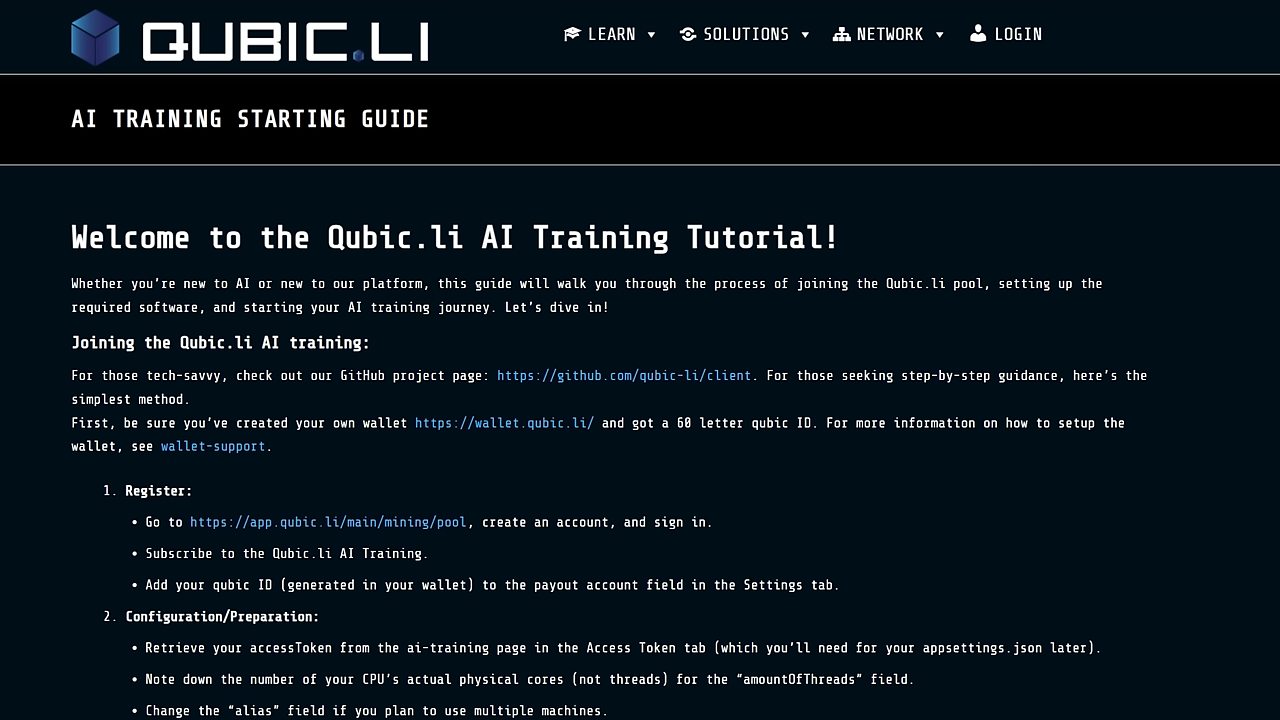 QUBIC.LI
LEARN SOLUTIONS NETWORK LOGIN
AI TRAINING STARTING GUIDE
Welcome to the Qubic.li AI Training Tutorial!
Whether you’re new to AI or new to our platform, this guide will walk you through the process of joining the Qubic.li pool, setting up the
required software, and starting your AI training journey. Let’s dive in!
Joining the Qubic.li AI training:
For those tech-savvy, check out our GitHub project page: https://github.com/qubic-li/client. For those seeking step-by-step guidance, here’s the
simplest method.
First, be sure you’ve created your own wallet https://wallet.qubic.li/ and got a 60 letter qubic ID. For more information on how to setup the
wallet, see wallet-support.
1. Register:
• Go to https://app.qubic.li/main/mining/pool, create an account, and sign in.
• Subscribe to the Qubic.li AI Training.
• Add your qubic ID (generated in your wallet) to the payout account field in the Settings tab.
2. Configuration/Preparation:
• Retrieve your accessToken from the ai-training page in the Access Token tab (which you’ll need for your appsettings.json later).
• Note down the number of your CPU’s actual physical cores (not threads) for the “amountOfThreads” field.
• Change the “alias” field if you plan to use multiple machines.